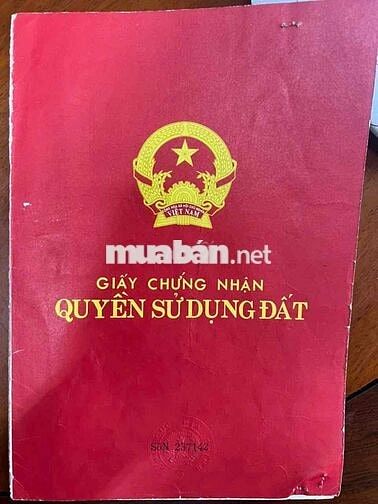 VIỆT NAM
muabán.net
GIẤY CHỨNG NHẬN
QUYỀN SỬ DỤNG ĐẤT